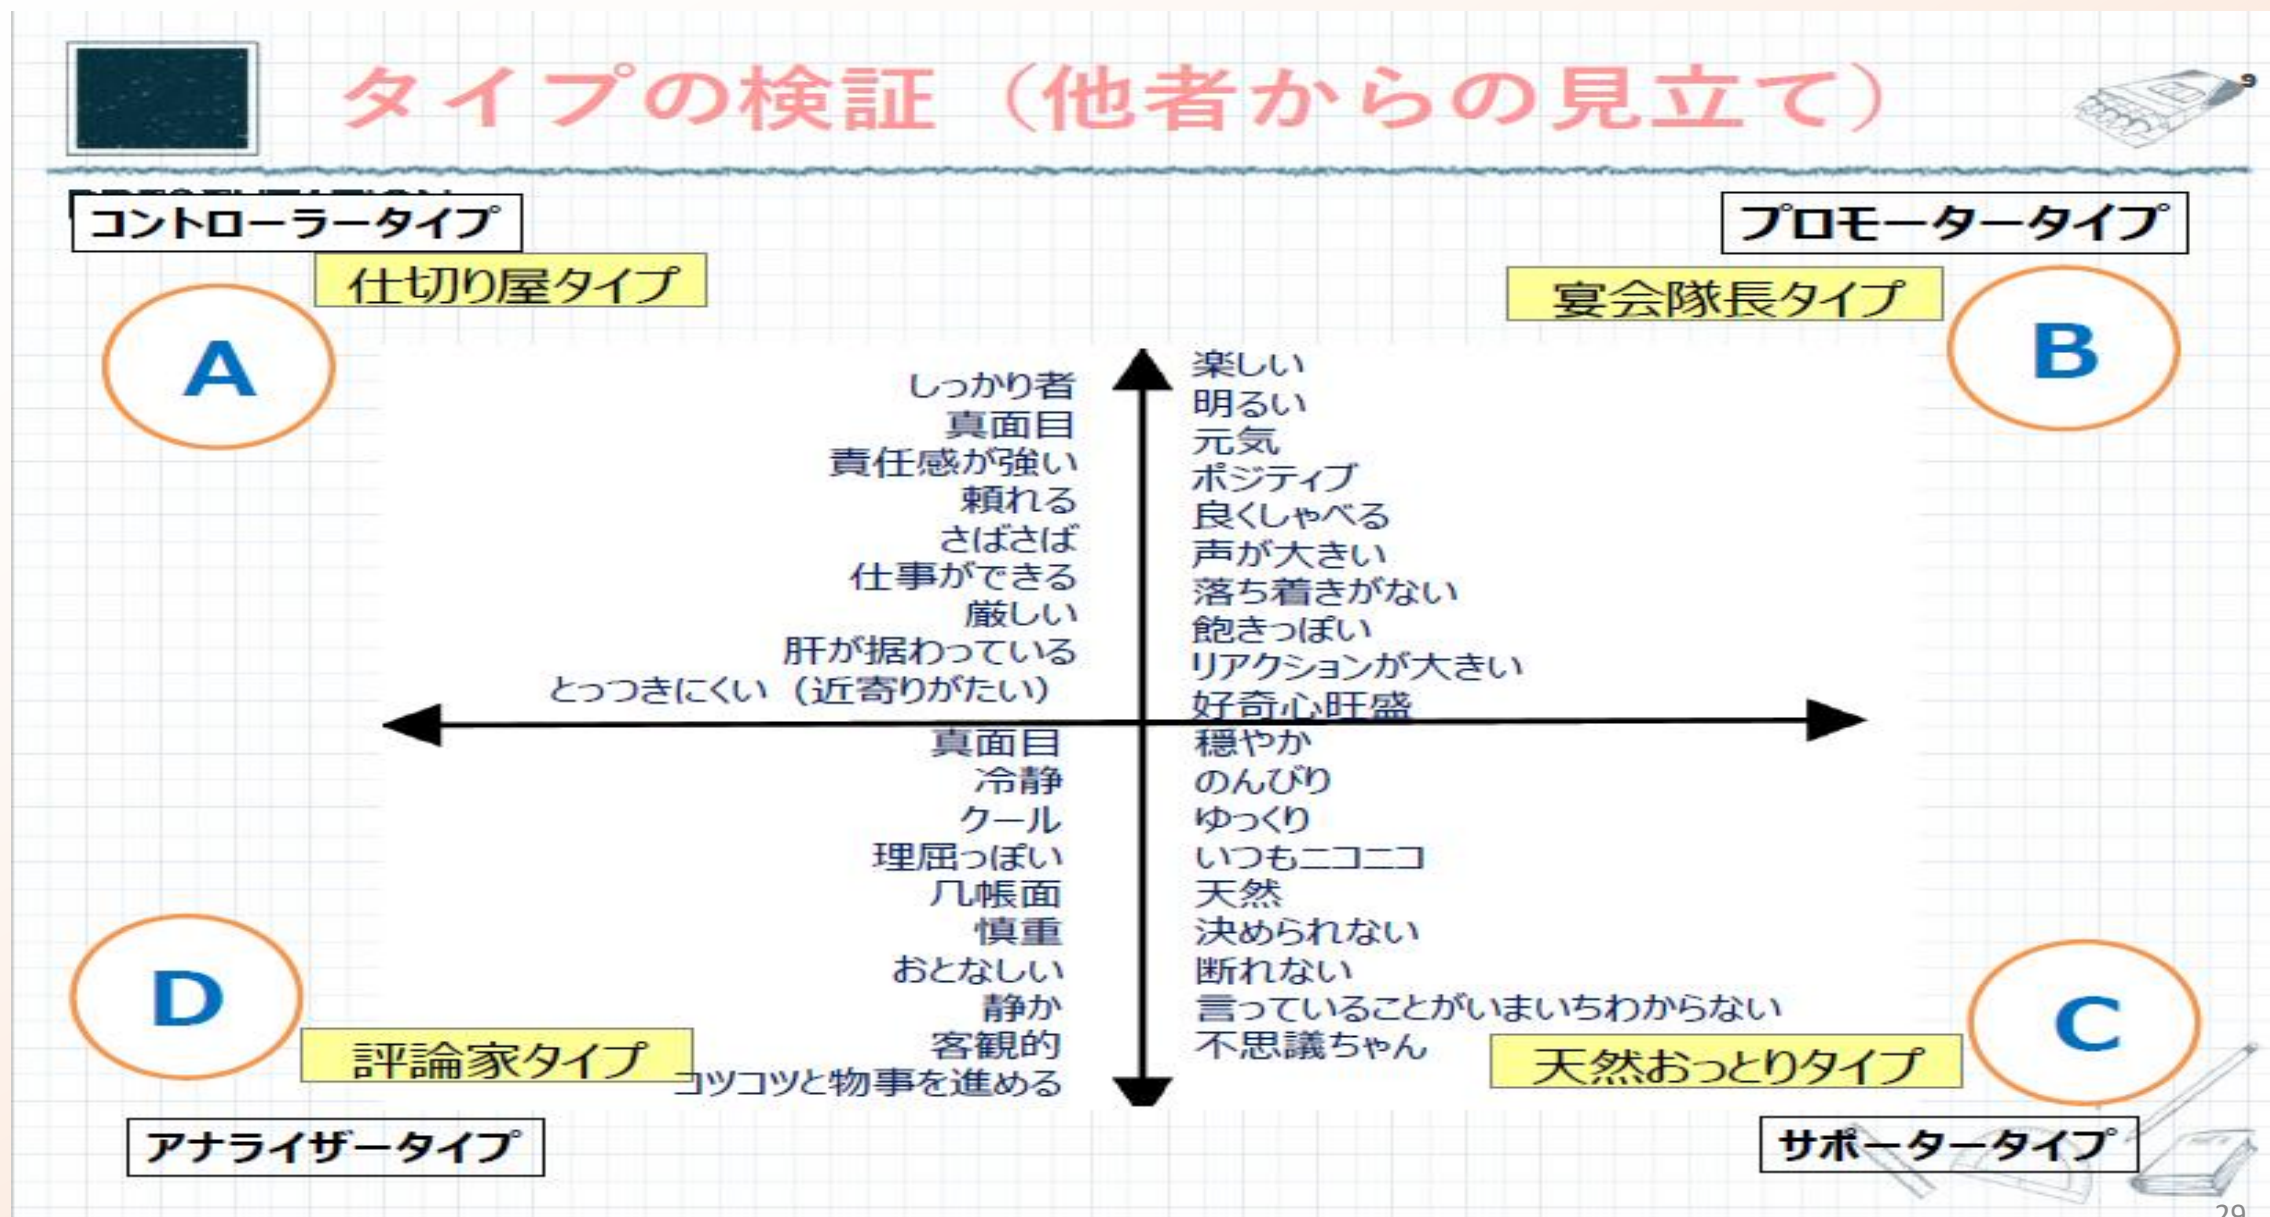 タイプの検証（他者からの見立て）
9
コントローラータイプ
仕切り屋タイプ
A
しっかり者
真面目
責任感が強い
頼れる
さばさば
仕事ができる
厳しい
肝が据わっている
とっつきにくい（近寄りがたい）
プロモータータイプ
宴会隊長タイプ
B
楽しい
明るい
元気
ポジティブ
良くしゃべる
声が大きい
落ち着きがない
飽きっぽい
リアクションが大きい
好奇心旺盛
真面目
冷静
クール
理屈っぽい
几帳面
慎重
おとなしい
静か
客観的
コツコツと物事を進める
D
評論家タイプ
アナライザータイプ
穏やか
のんびり
ゆっくり
いつもニコニコ
天然
決められない
断れない
言っていることがいまいちわからない
不思議ちゃん
C
天然おっとりタイプ
サポータータイプ
29